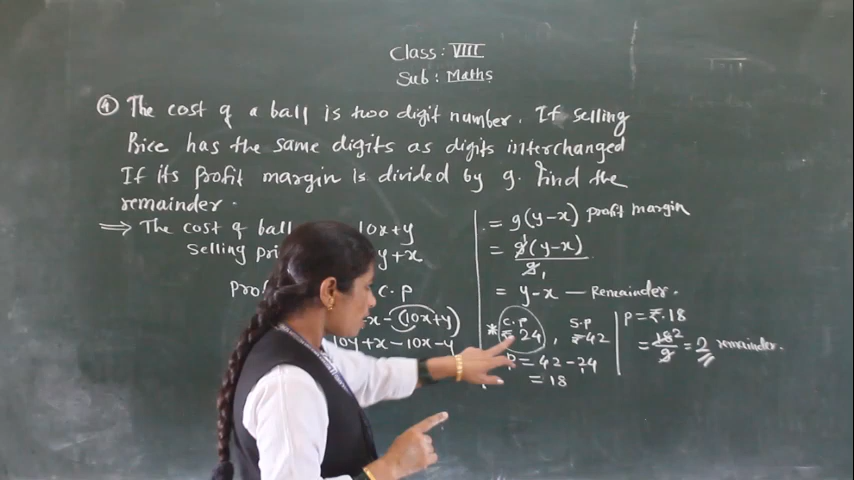 Class: VIII
Sub: Maths
④ The cost of a ball is two digit number. If selling
Price has the same digits as digits interchanged
If its profit margin is divided by 9. find the
remainder.
⇒ The cost of ball 10x+y
Selling pri y+x
Prof C.P
x - (10x+y)
10y+x-10x-y
= 9(y-x) profit margin
= 9(y-x)/9
= y-x — Remainder.
* C.P S.P
₹ 24, ₹42
P = 42-24
= 18
P = ₹.18
= 18/9 = 2 remainder.